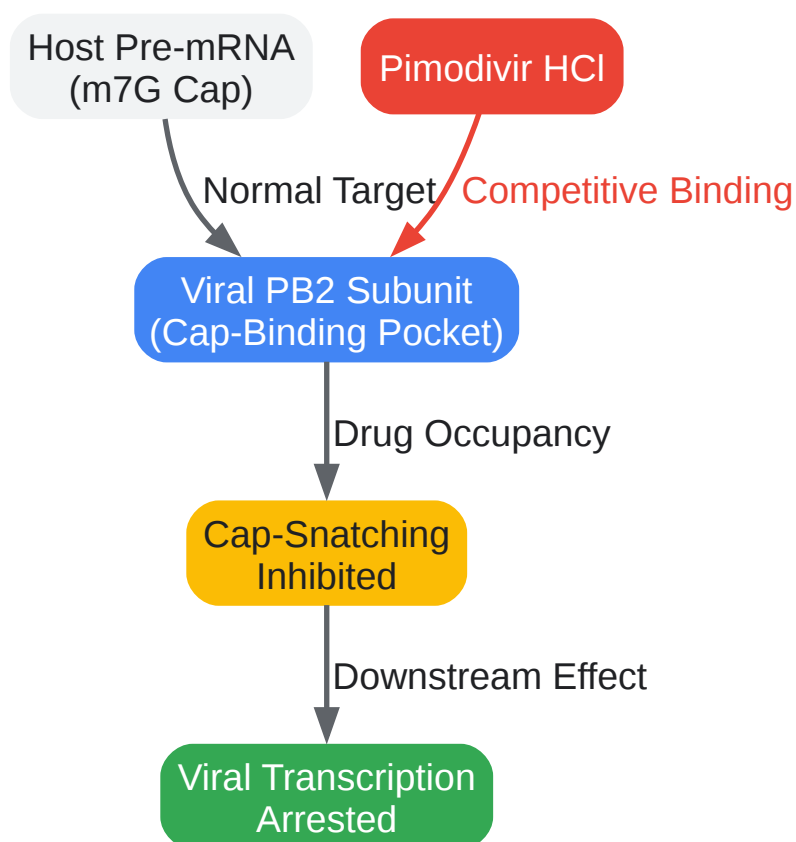 Host Pre-mRNA
(m7G Cap)
Pimodivir HCl
Normal Target
Competitive Binding
Viral PB2 Subunit
(Cap-Binding Pocket)
Drug Occupancy
Cap-Snatching
Inhibited
Downstream Effect
Viral Transcription
Arrested